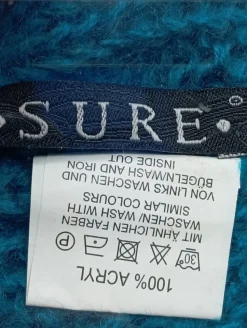 SURE
100% ACRYL
30°
P
MIT ÄHNLICHEN FARBEN
WASCHEN/ WASH WITH
SIMILAR COLOURS
VON LINKS WASCHEN UND
BÜGELN/WASH AND IRON
INSIDE OUT